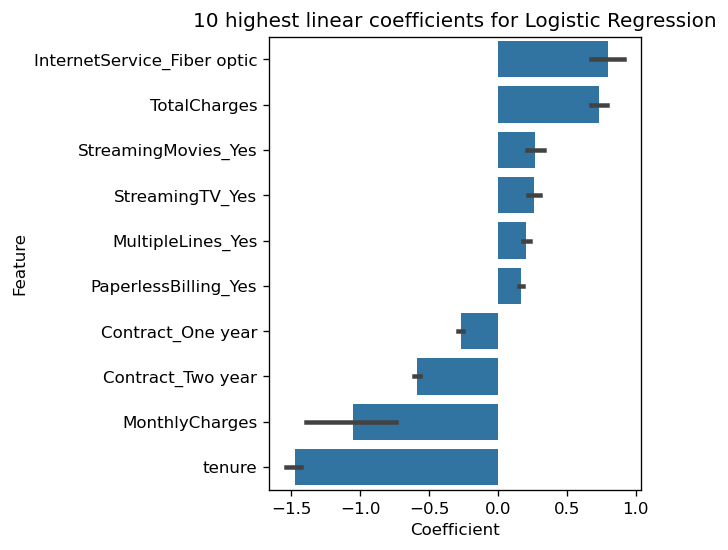 10 highest linear coefficients for Logistic Regression
InternetService_Fiber optic
TotalCharges
StreamingMovies_Yes
StreamingTV_Yes
MultipleLines_Yes
PaperlessBilling_Yes
Contract_One year
Contract_Two year
MonthlyCharges
tenure
Feature
−1.5 −1.0 −0.5 0.0 0.5 1.0
Coefficient